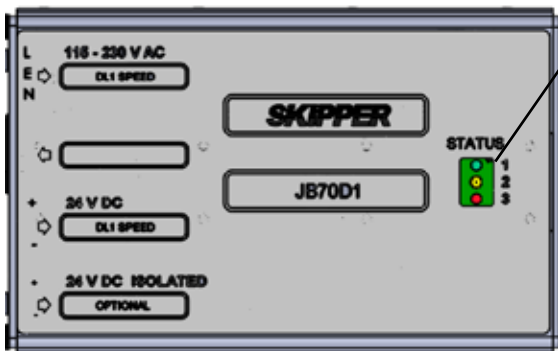 L
E
N
115 - 230 V AC
DL1 SPEED
SKIPPER
STATUS
1
2
3
JB70D1
+
-
24 V DC
DL1 SPEED
+
-
24 V DC ISOLATED
OPTIONAL